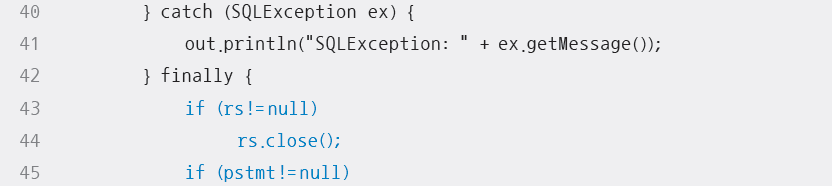 40 } catch (SQLException ex) {
41 out.println("SQLException: " + ex.getMessage());
42 } finally {
43 if (rs!=null)
44 rs.close();
45 if (pstmt!=null)